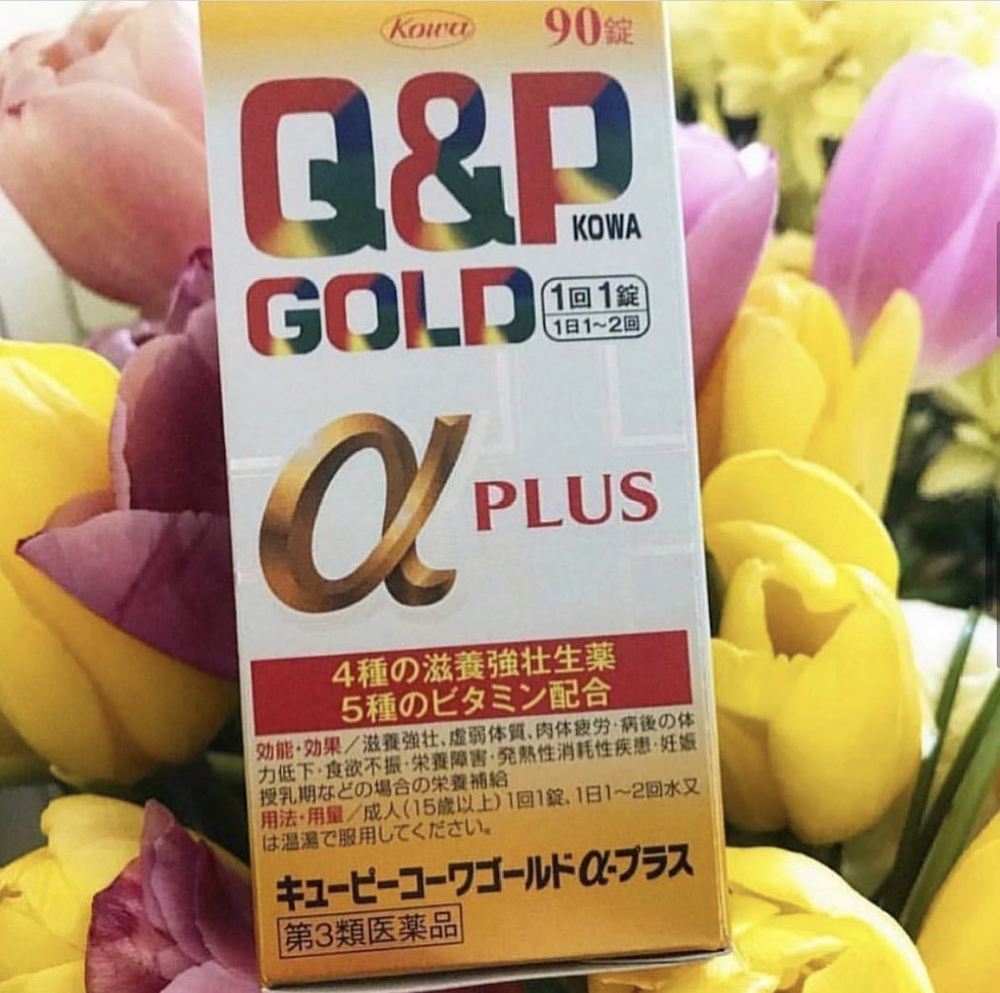 Kowa
90錠
Q&P
KOWA
GOLD
1回1錠
1日1~2回
α PLUS
4種の滋養強壮生薬
5種のビタミン配合
効能・効果/滋養強壮、虚弱体質、肉体疲労・病後の体
力低下・食欲不振・栄養障害・発熱性消耗性疾患・妊娠
授乳期などの場合の栄養補給
用法・用量/成人(15歳以上)1回1錠、1日1~2回水又
は温湯で服用してください。
キューピーコーワゴールドα-プラス
第3類医薬品